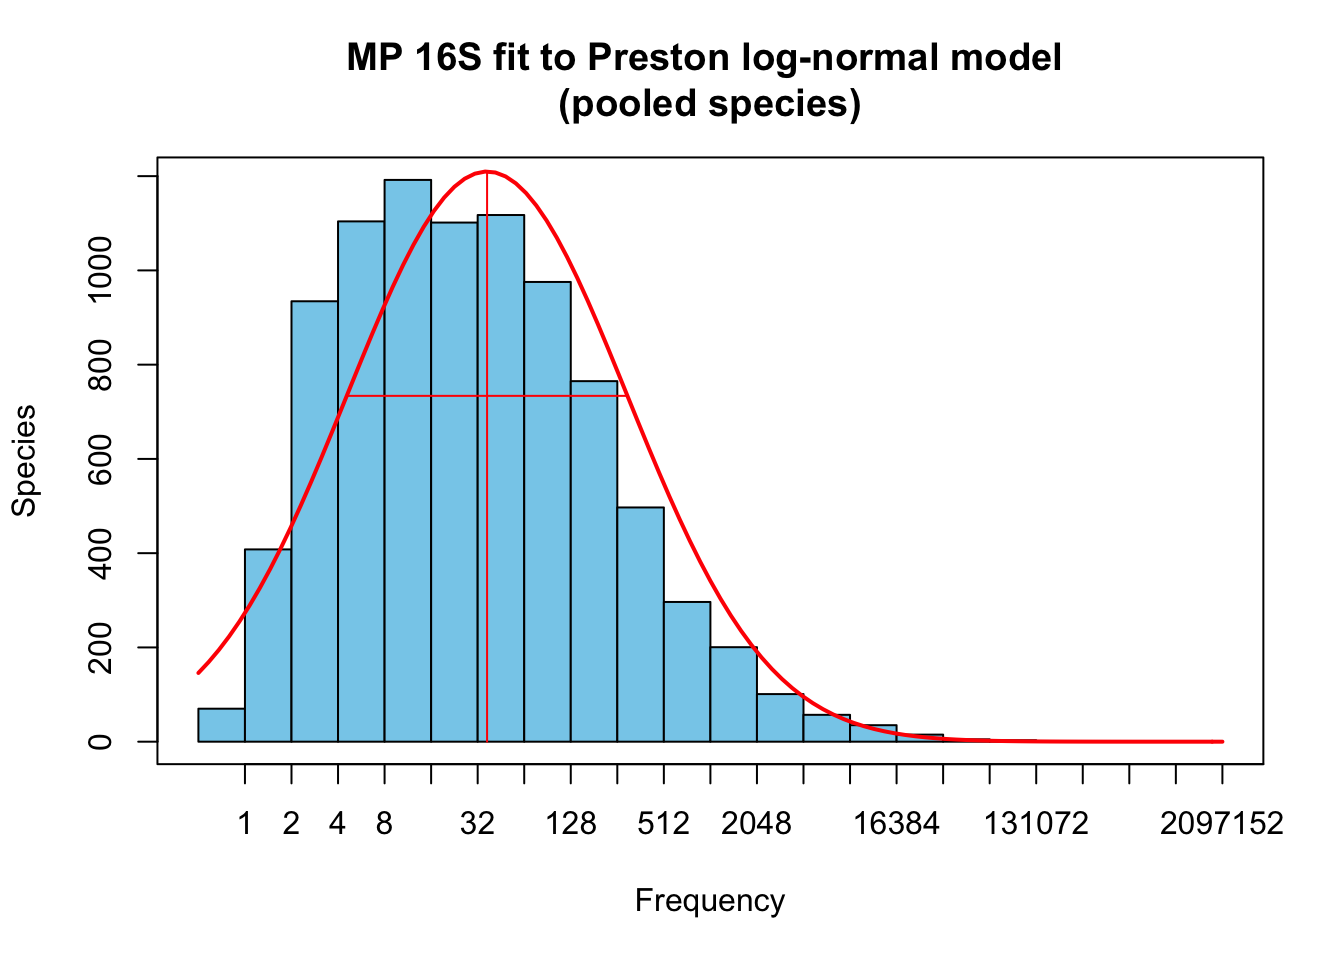 MP 16S fit to Preston log-normal model
(pooled species)
Species
0 200 400 600 800 1000
1 2 4 8 32 128 512 2048 16384 131072 2097152
Frequency